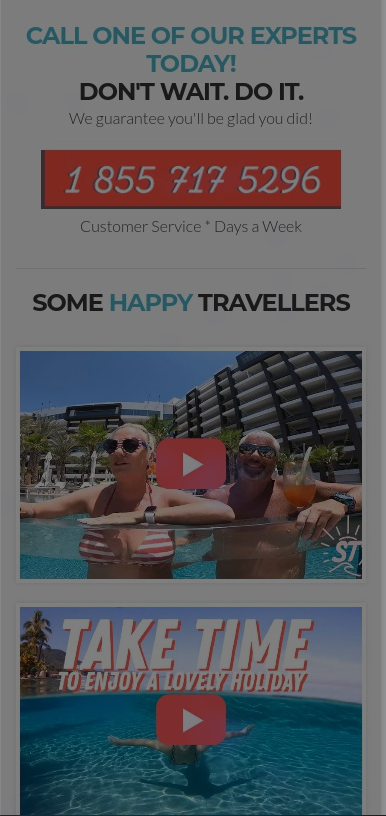 CALL ONE OF OUR EXPERTS
TODAY!
DON'T WAIT. DO IT.
We guarantee you'll be glad you did!
1 855 717 5296
Customer Service * Days a Week
SOME HAPPY TRAVELLERS
ST
TAKE TIME
TO ENJOY A LOVELY HOLIDAY